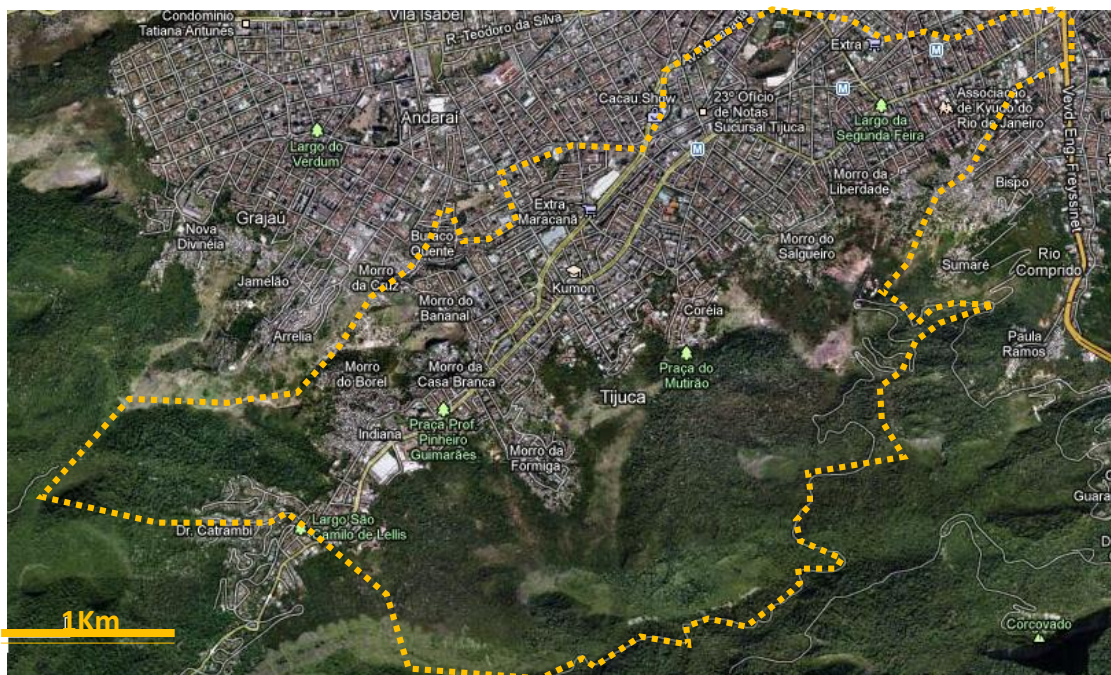 Condominio
Tatiana Antunes
Vila Isabel
R. Teodoro da Silva
Extra
M
Cacau Show
M
23º Ofício
de Notas
Sucursal Tijuca
Associação
de Kyudo do
Rio de Janeiro
Largo da
Segunda Feira
Andaraí
Largo do
Verdum
M
Vevd. Eng. Freyssinet
Morro da
Liberdade
Bispo
Grajaú
Extra
Maracanã
Nova
Divinéia
Buraco
Quente
Morro do
Salgueiro
Sumaré
Rio
Comprido
Jamelão
Morro
da Cruz
Kumon
Morro do
Bananal
Coréia
Arrelia
Paula
Ramos
Morro
do Borel
Morro da
Casa Branca
Praça do
Mutirão
Tijuca
Praça Prof.
Pinheiro
Guimarães
Indiana
Morro da
Formiga
Guara
Dr. Catrambi
Largo São
Camilo de Lellis
D
1Km
Corcovado